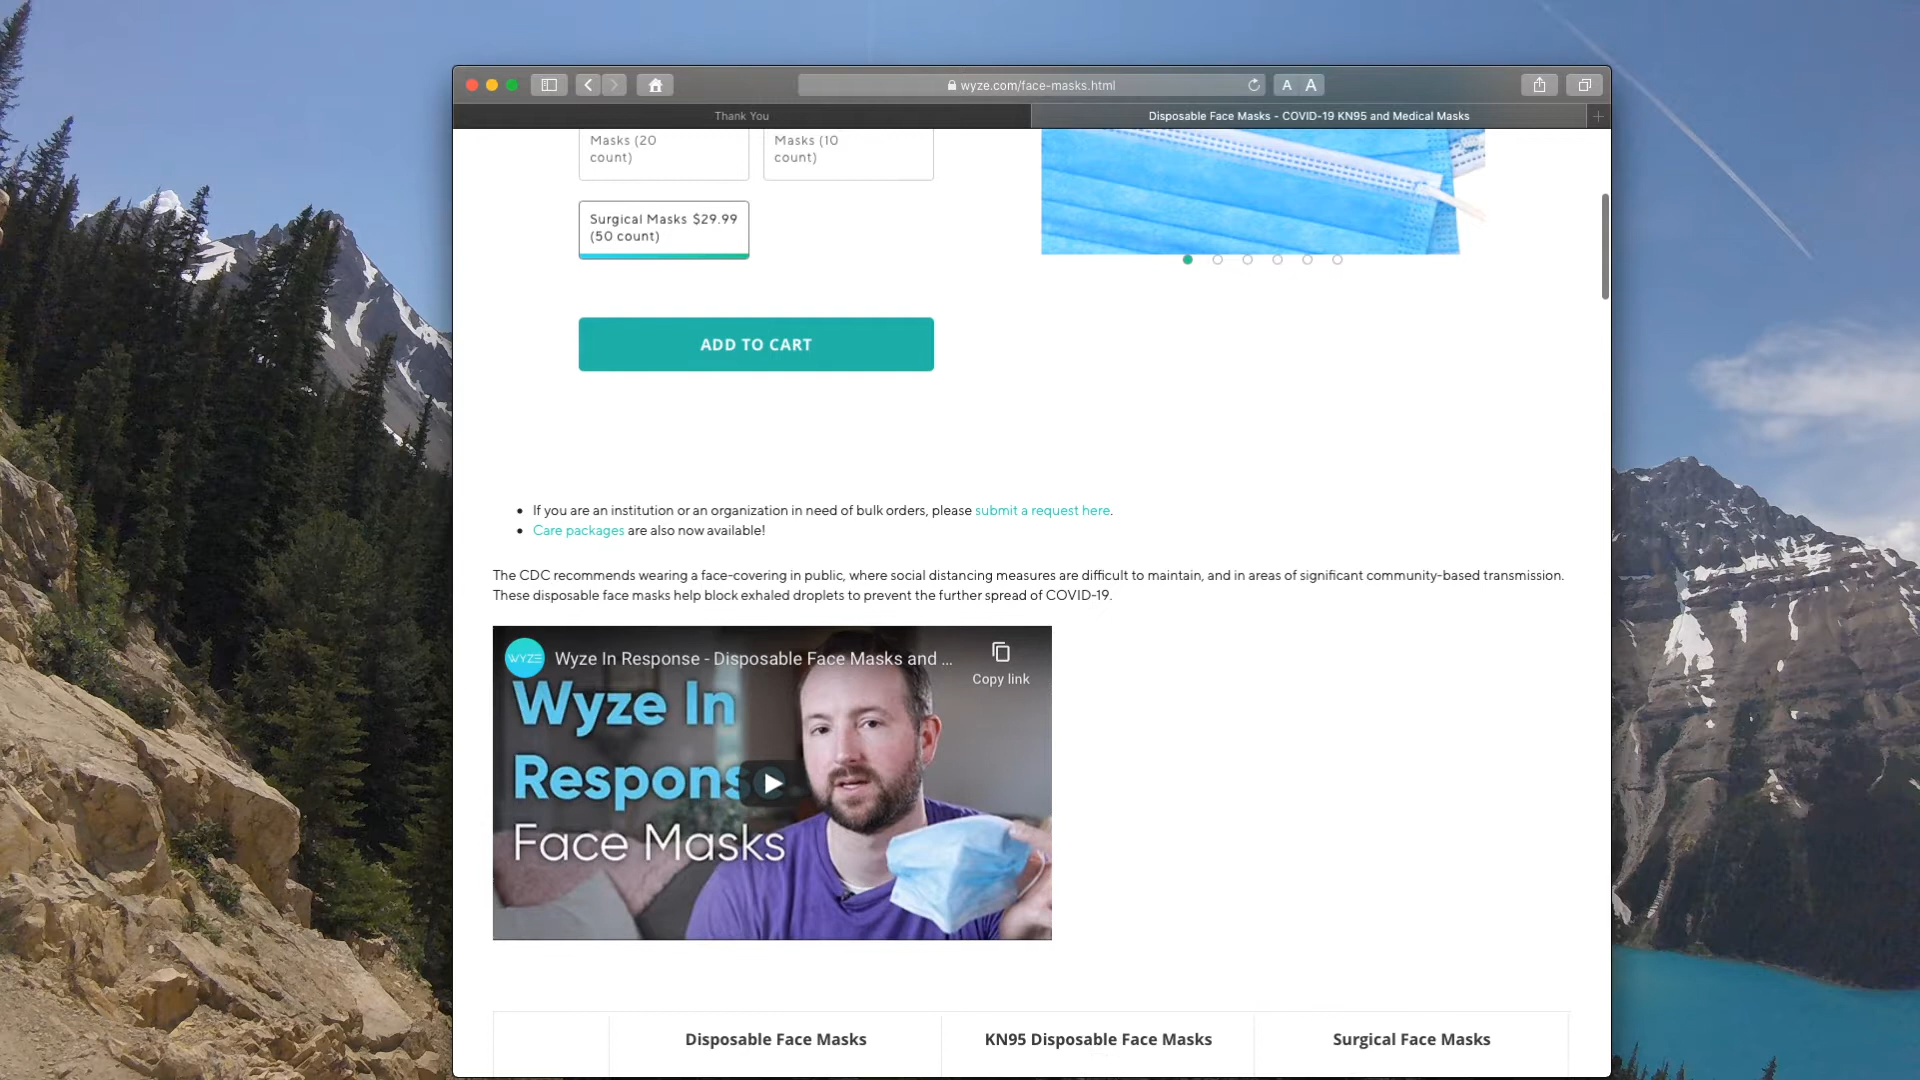 wyze.com/face-masks.html
A A
Thank You
Disposable Face Masks - COVID-19 KN95 and Medical Masks
Masks (20
count)
Masks (10
count)
Surgical Masks $29.99
(50 count)
ADD TO CART
If you are an institution or an organization in need of bulk orders, please submit a request here.
Care packages are also now available!
The CDC recommends wearing a face-covering in public, where social distancing measures are difficult to maintain, and in areas of significant community-based transmission.
These disposable face masks help block exhaled droplets to prevent the further spread of COVID-19.
WYZE
Wyze In Response - Disposable Face Masks and ...
Copy link
Wyze In
Response
Face Masks
Disposable Face Masks
KN95 Disposable Face Masks
Surgical Face Masks